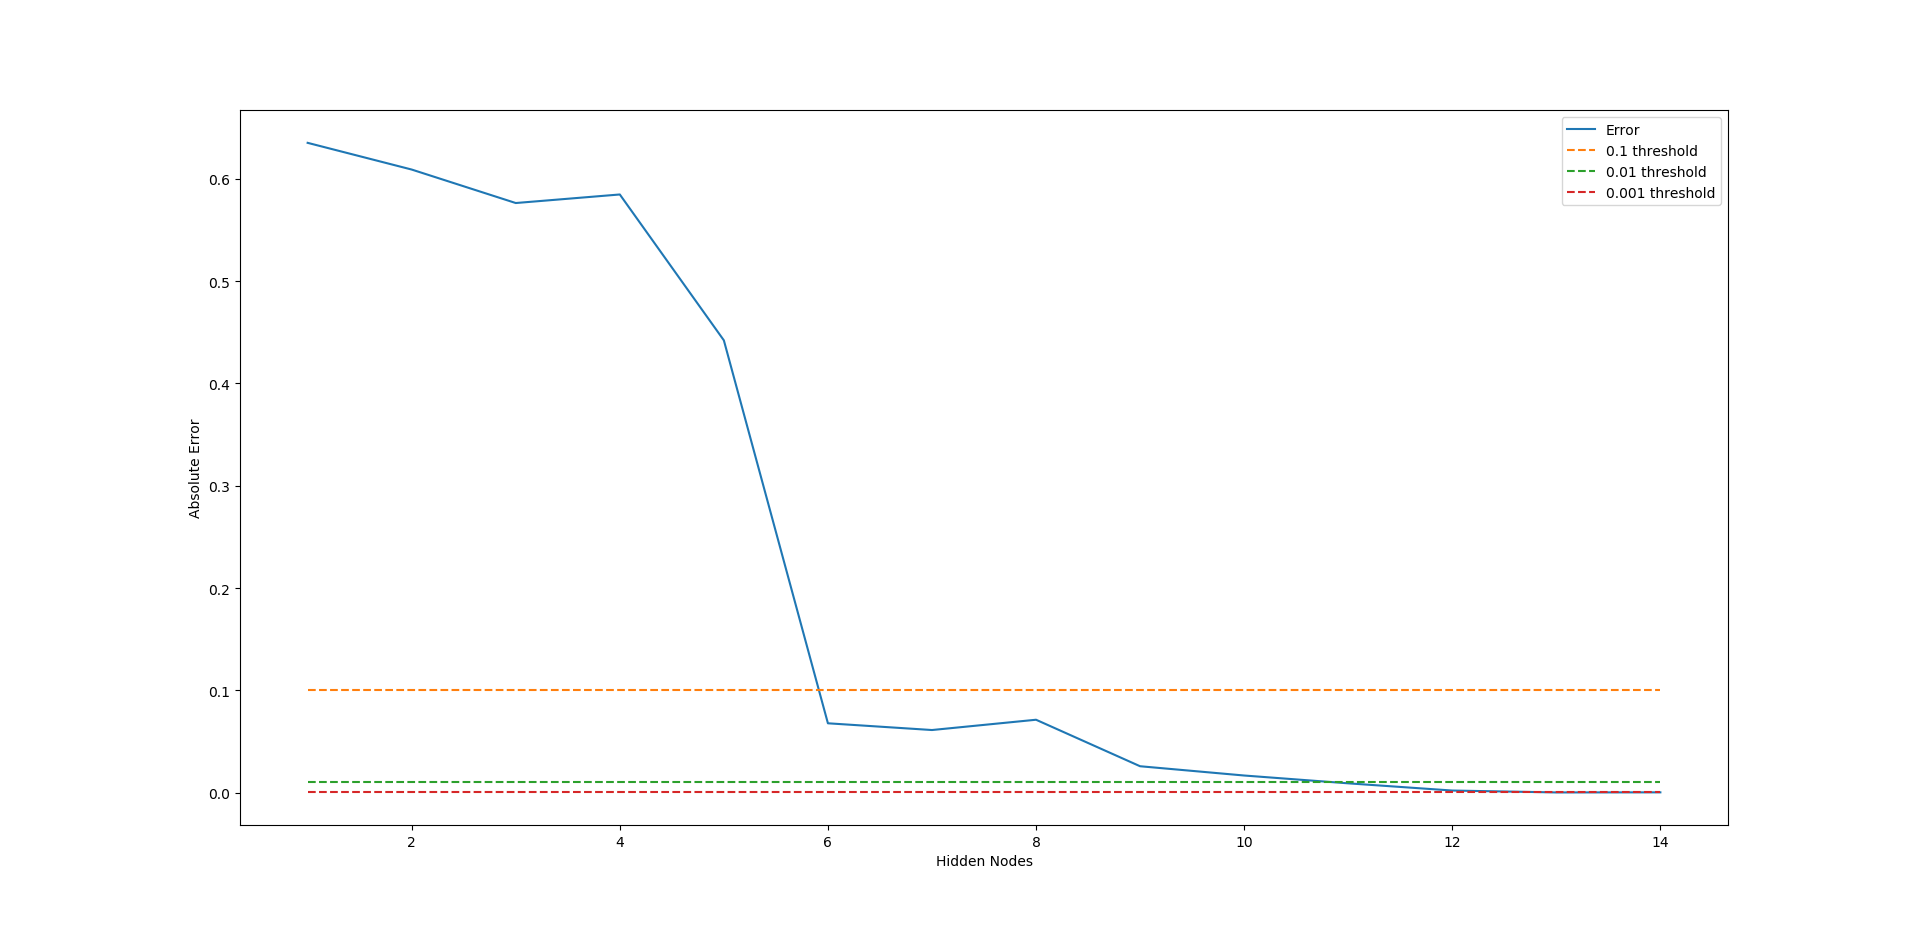 Error
0.1 threshold
0.01 threshold
0.001 threshold
0.6
0.5
0.4
0.3
0.2
0.1
0.0
Absolute Error
2 4 6 8 10 12 14
Hidden Nodes